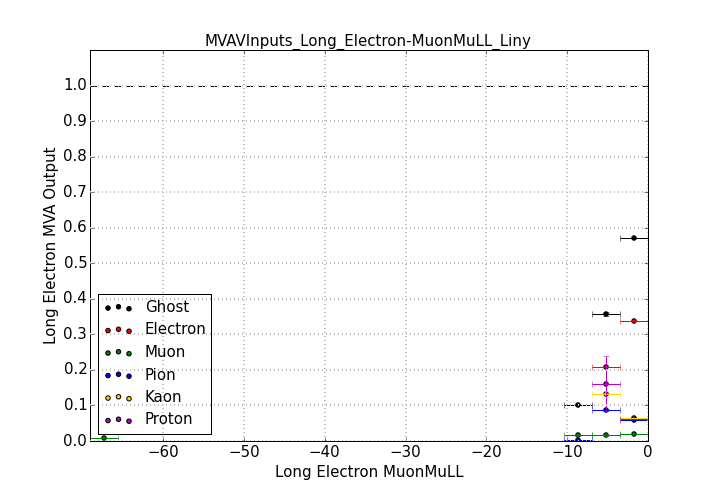 MVAVInputs_Long_Electron-MuonMuLL_Liny
Long Electron MVA Output
1.0
0.9
0.8
0.7
0.6
0.5
0.4
0.3
0.2
0.1
0.0
Ghost
Electron
Muon
Pion
Kaon
Proton
−60 −50 −40 −30 −20 −10 0
Long Electron MuonMuLL